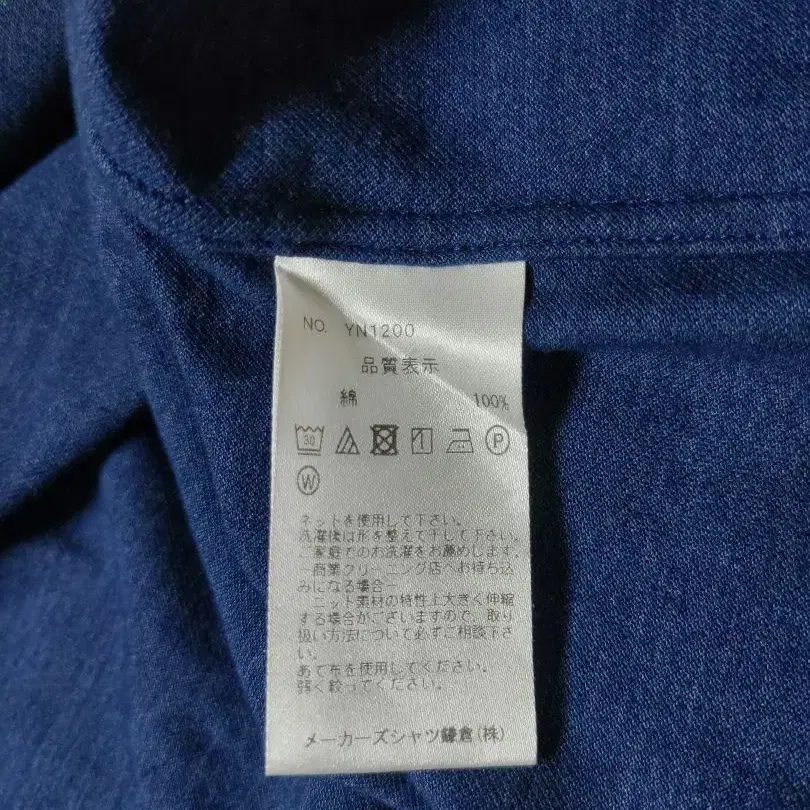 NO. YN1200
品質表示
綿 100%
30 P
W
ネットを使用して下さい。
洗濯後は形を整えて干して下さい。
ご家庭でのお洗濯をお薦めします。
ー商業クリーニング店へお持ち込
みになる場合ー
ニット素材の特性上大きく伸縮
する場合がございますので、取り
扱い方法について必ずご相談下さ
い。
あて布を使用してください。
弱く絞ってください。
メーカーズシャツ鎌倉(株)